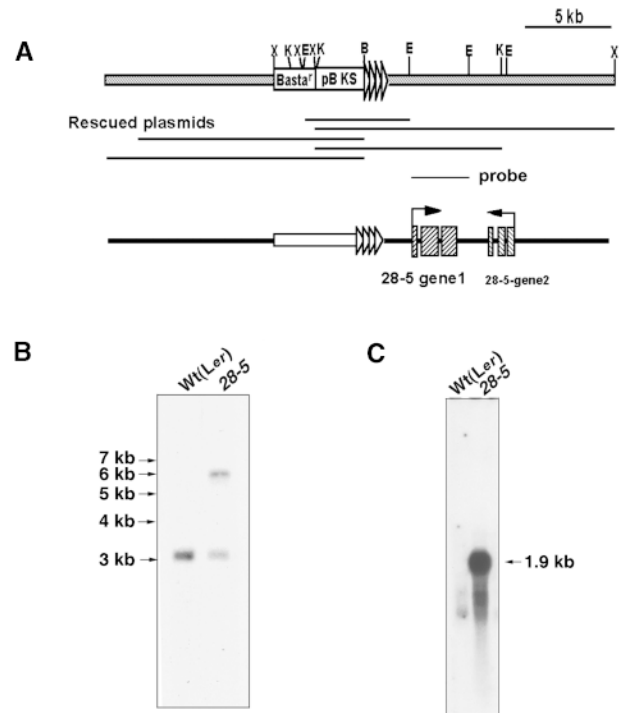 5 kb
A
X K X E X K B E E K E X
Basta^r pB KS
Rescued plasmids
probe
28-5 gene1 28-5-gene2
B
C
Wt(Ler) 28-5
Wt(Ler) 28-5
7 kb
6 kb
5 kb
4 kb
3 kb
1.9 kb